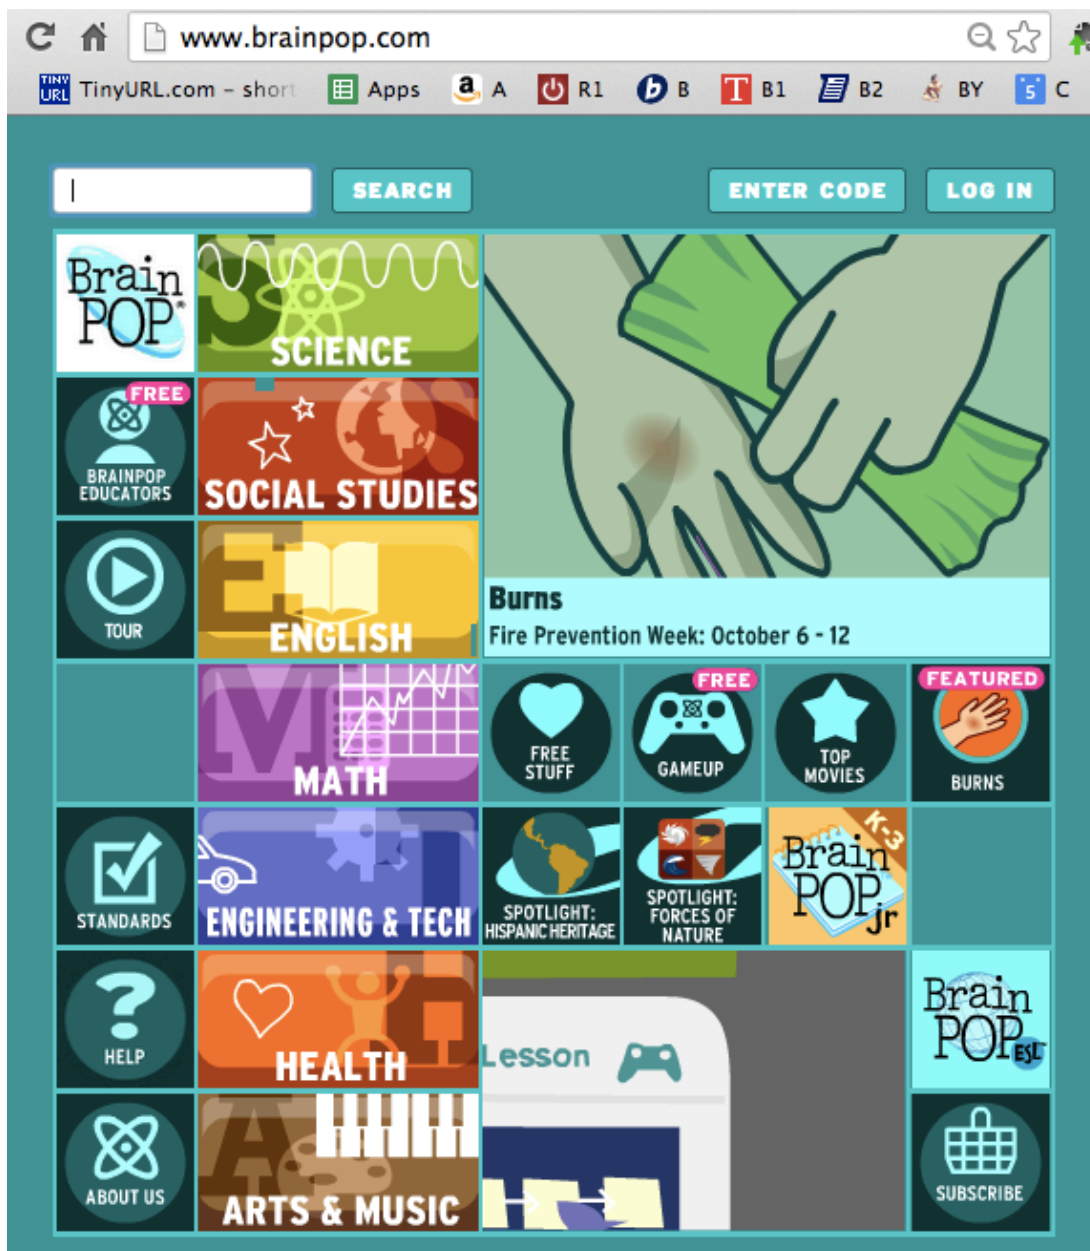 www.brainpop.com
TINY URL TinyURL.com – short
Apps
a A
R1
b B
T B1
B2
BY
5 C
SEARCH
ENTER CODE
LOG IN
Brain
POP®
S
SCIENCE
FREE
BRAINPOP
EDUCATORS
S
SOCIAL STUDIES
TOUR
E
ENGLISH
Burns
Fire Prevention Week: October 6 - 12
M
MATH
FREE
STUFF
FREE
GAMEUP
TOP
MOVIES
FEATURED
BURNS
STANDARDS
ENGINEERING & TECH
SPOTLIGHT:
HISPANIC HERITAGE
SPOTLIGHT:
FORCES OF
NATURE
K-3
Brain
POP
jr
HELP
HEALTH
Lesson
Brain
POP
ESL
ABOUT US
A
ARTS & MUSIC
SUBSCRIBE